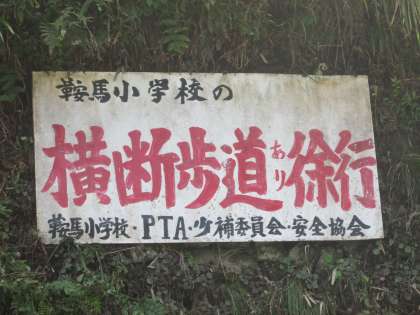 鞍馬小学校の
横断歩道あり徐行
鞍馬小学校・PTA・少補委員会・安全協会